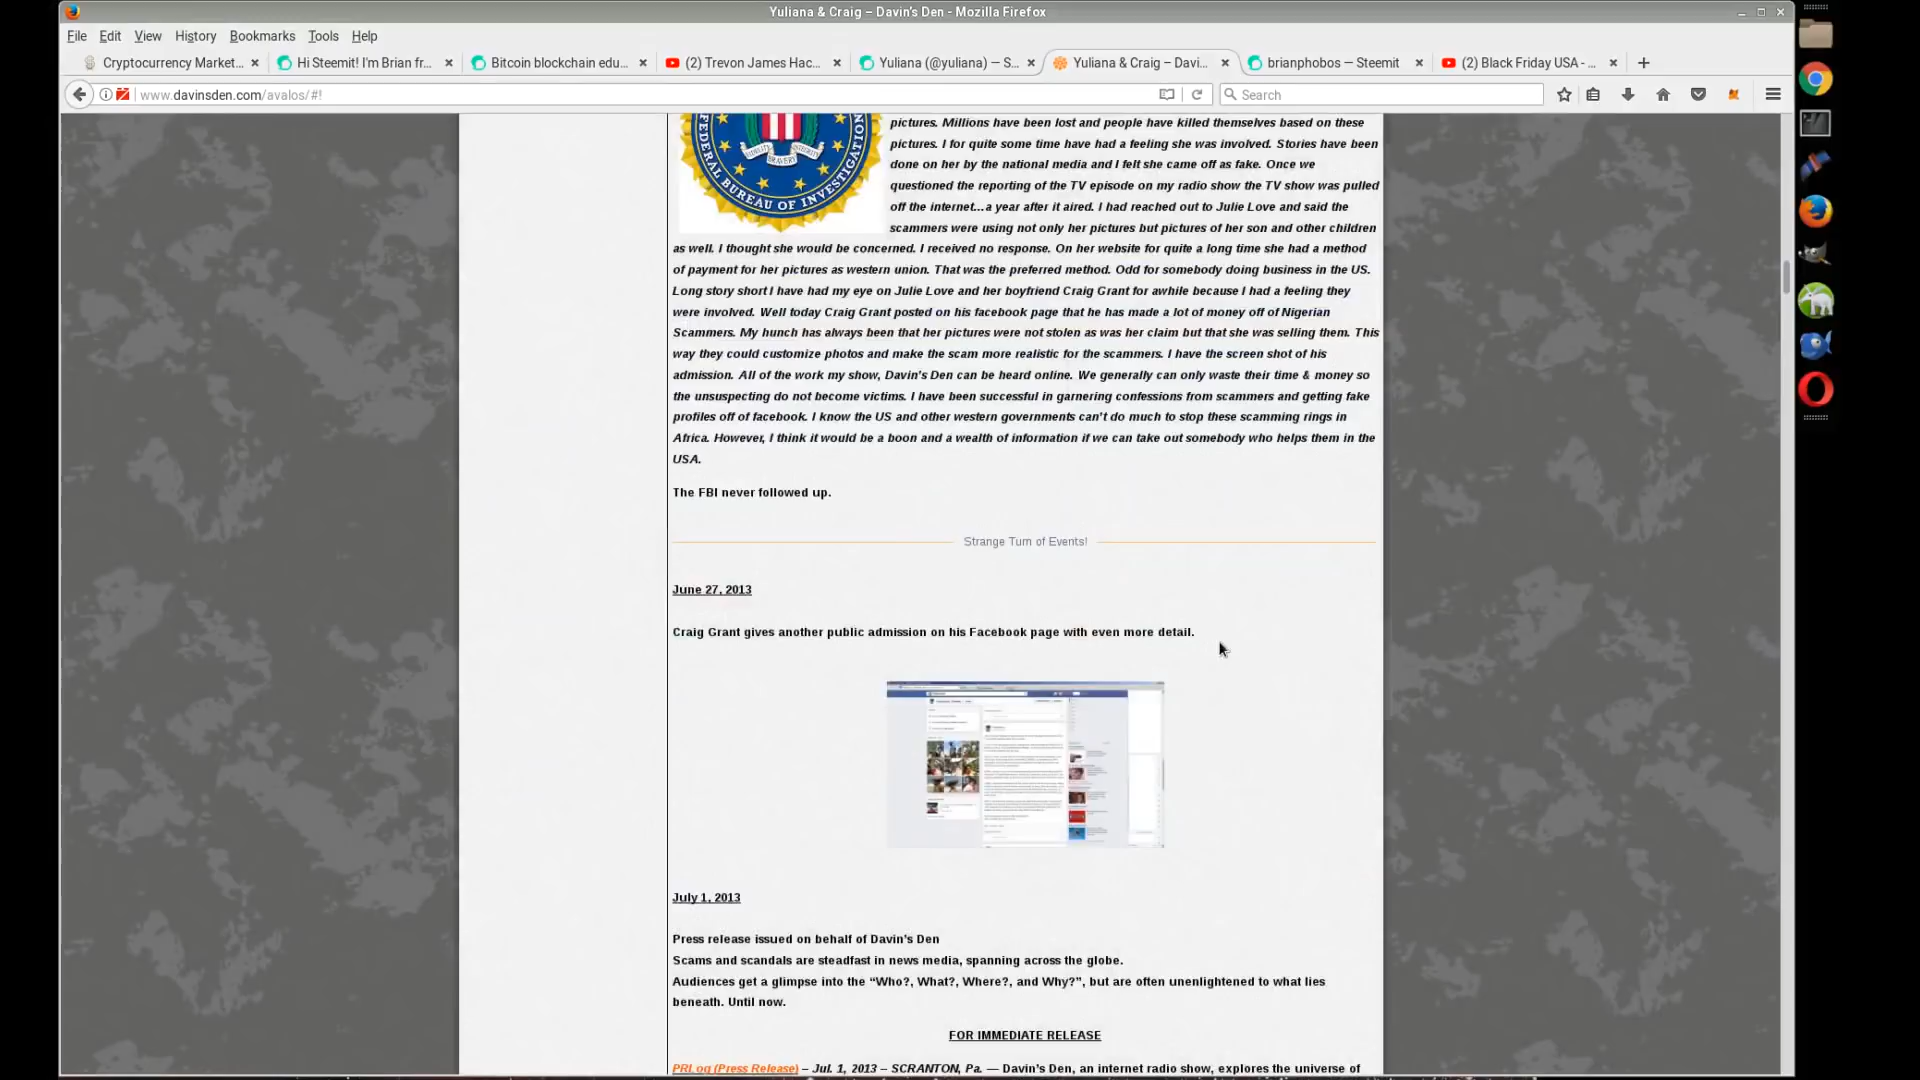 Yuliana & Craig – Davin's Den - Mozilla Firefox
File Edit View History Bookmarks Tools Help
Cryptocurrency Market... Hi Steemit! I'm Brian fr... Bitcoin blockchain edu... (2) Trevon James Hac... Yuliana (@yuliana) — S... Yuliana & Craig – Davi... brianphobos — Steemit (2) Black Friday USA - ...
www.davinsden.com/avalos/#! Search
FEDERAL BUREAU OF INVESTIGATION
FIDELITY BRAVERY INTEGRITY
pictures. Millions have been lost and people have killed themselves based on these
pictures. I for quite some time have had a feeling she was involved. Stories have been
done on her by the national media and I felt she came off as fake. Once we
questioned the reporting of the TV episode on my radio show the TV show was pulled
off the internet...a year after it aired. I had reached out to Julie Love and said the
scammers were using not only her pictures but pictures of her son and other children
as well. I thought she would be concerned. I received no response. On her website for quite a long time she had a method
of payment for her pictures as western union. That was the preferred method. Odd for somebody doing business in the US.
Long story short I have had my eye on Julie Love and her boyfriend Craig Grant for awhile because I had a feeling they
were involved. Well today Craig Grant posted on his facebook page that he has made a lot of money off of Nigerian
Scammers. My hunch has always been that her pictures were not stolen as was her claim but that she was selling them. This
way they could customize photos and make the scam more realistic for the scammers. I have the screen shot of his
admission. All of the work my show, Davin's Den can be heard online. We generally can only waste their time & money so
the unsuspecting do not become victims. I have been successful in garnering confessions from scammers and getting fake
profiles off of facebook. I know the US and other western governments can't do much to stop these scamming rings in
Africa. However, I think it would be a boon and a wealth of information if we can take out somebody who helps them in the
USA.
The FBI never followed up.
Strange Turn of Events!
June 27, 2013
Craig Grant gives another public admission on his Facebook page with even more detail.
July 1, 2013
Press release issued on behalf of Davin's Den
Scams and scandals are steadfast in news media, spanning across the globe.
Audiences get a glimpse into the “Who?, What?, Where?, and Why?”, but are often unenlightened to what lies
beneath. Until now.
FOR IMMEDIATE RELEASE
PRLog (Press Release) – Jul. 1, 2013 – SCRANTON, Pa. — Davin's Den, an internet radio show, explores the universe of